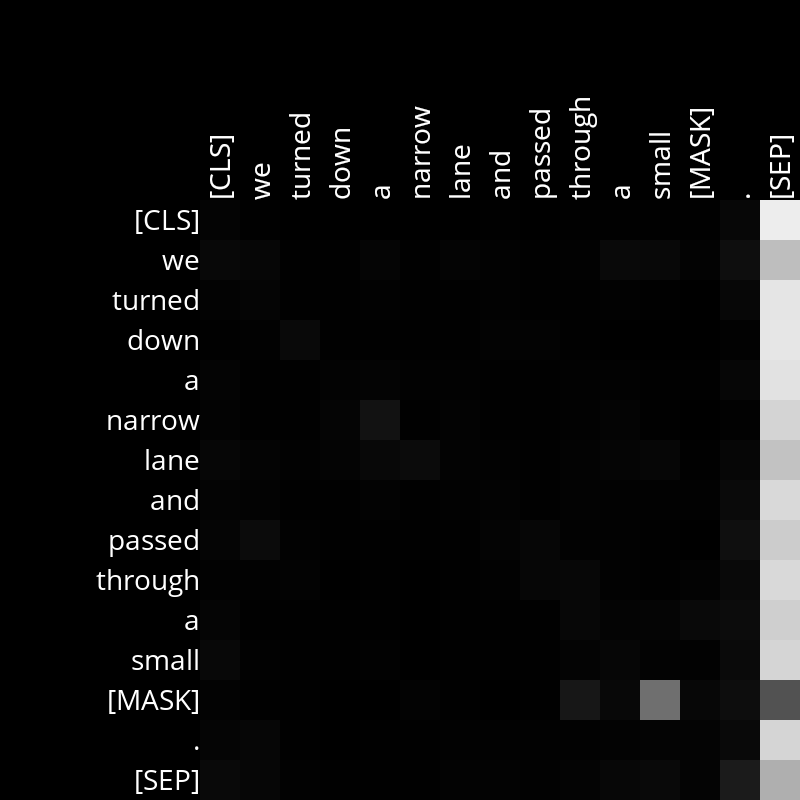 [CLS] we turned down a narrow lane and passed through a small [MASK] . [SEP]
[CLS]
we
turned
down
a
narrow
lane
and
passed
through
a
small
[MASK]
.
[SEP]